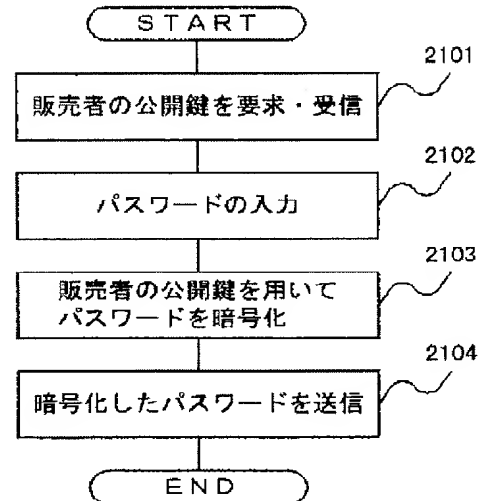 START
2101
販売者の公開鍵を要求・受信
2102
パスワードの入力
2103
販売者の公開鍵を用いて
パスワードを暗号化
2104
暗号化したパスワードを送信
END